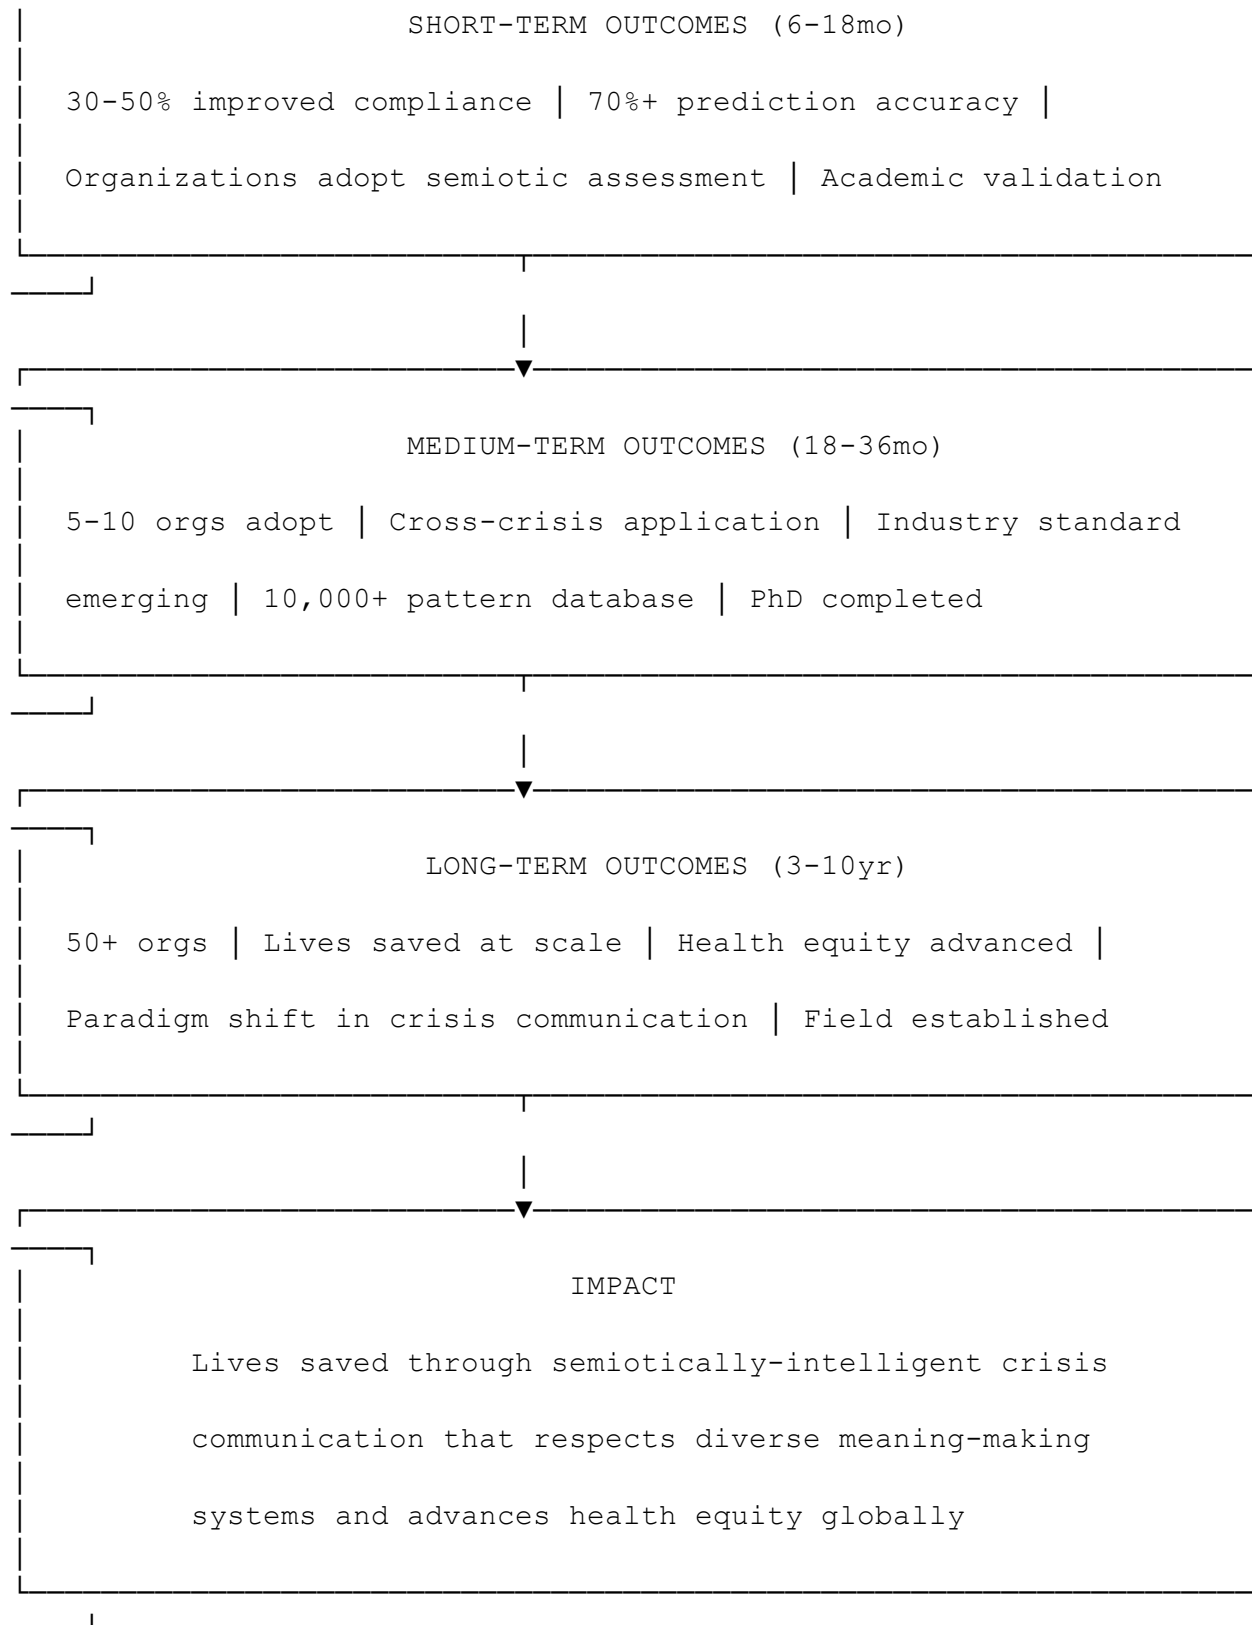 SHORT-TERM OUTCOMES (6-18mo)
30-50% improved compliance | 70%+ prediction accuracy |
Organizations adopt semiotic assessment | Academic validation
MEDIUM-TERM OUTCOMES (18-36mo)
5-10 orgs adopt | Cross-crisis application | Industry standard
emerging | 10,000+ pattern database | PhD completed
LONG-TERM OUTCOMES (3-10yr)
50+ orgs | Lives saved at scale | Health equity advanced |
Paradigm shift in crisis communication | Field established
IMPACT
Lives saved through semiotically-intelligent crisis
communication that respects diverse meaning-making
systems and advances health equity globally